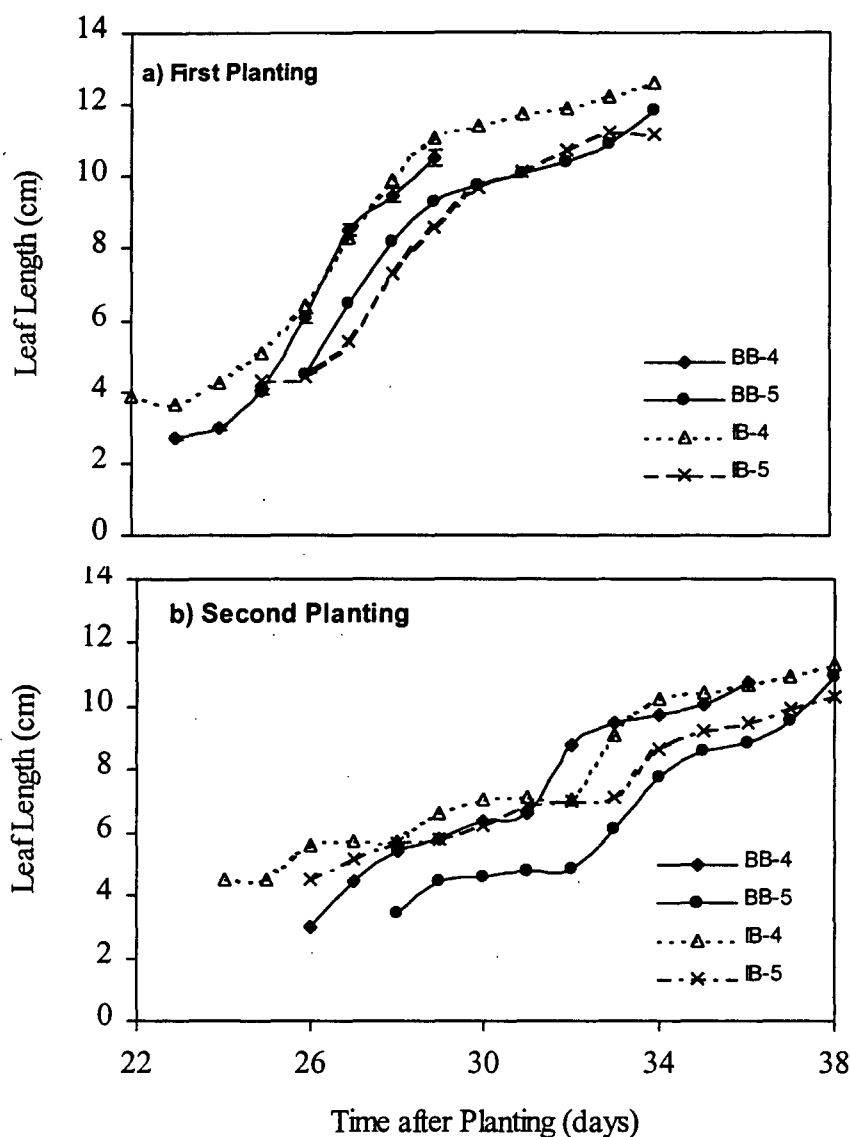 14
12
10
8
6
4
2
0
Leaf Length (cm)
a) First Planting
BB-4
BB-5
IB-4
IB-5
14
12
10
8
6
4
2
0
Leaf Length (cm)
b) Second Planting
BB-4
BB-5
IB-4
IB-5
22 26 30 34 38
Time after Planting (days)